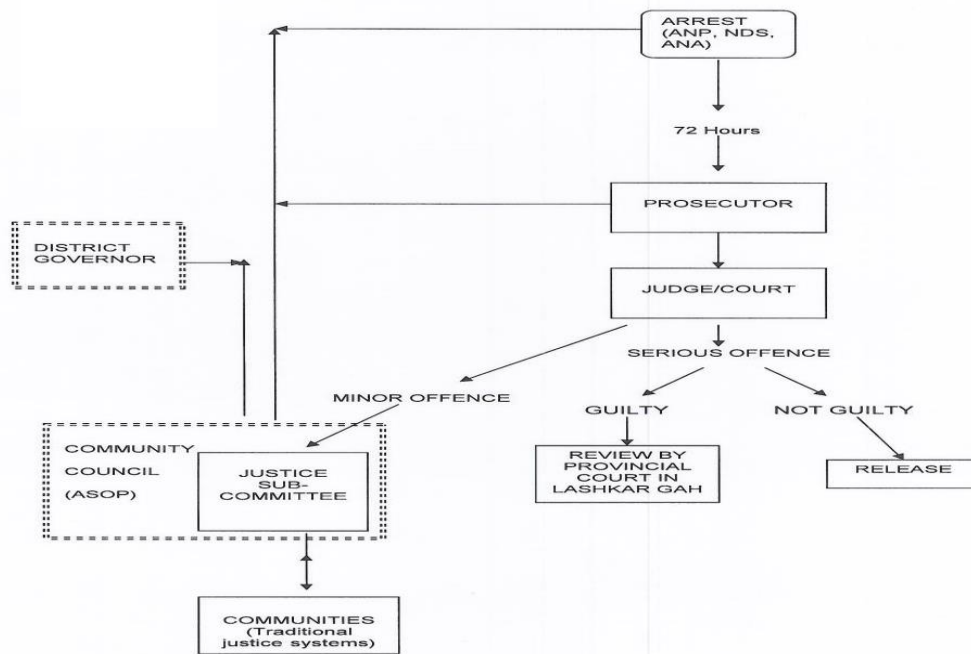 ARREST
(ANP, NDS,
ANA)
72 Hours
PROSECUTOR
DISTRICT
GOVERNOR
JUDGE/COURT
SERIOUS OFFENCE
MINOR OFFENCE
GUILTY
NOT GUILTY
COMMUNITY
COUNCIL
(ASOP)
JUSTICE
SUB-
COMMITTEE
REVIEW BY
PROVINCIAL
COURT IN
LASHKAR GAH
RELEASE
COMMUNITIES
(Traditional
justice systems)